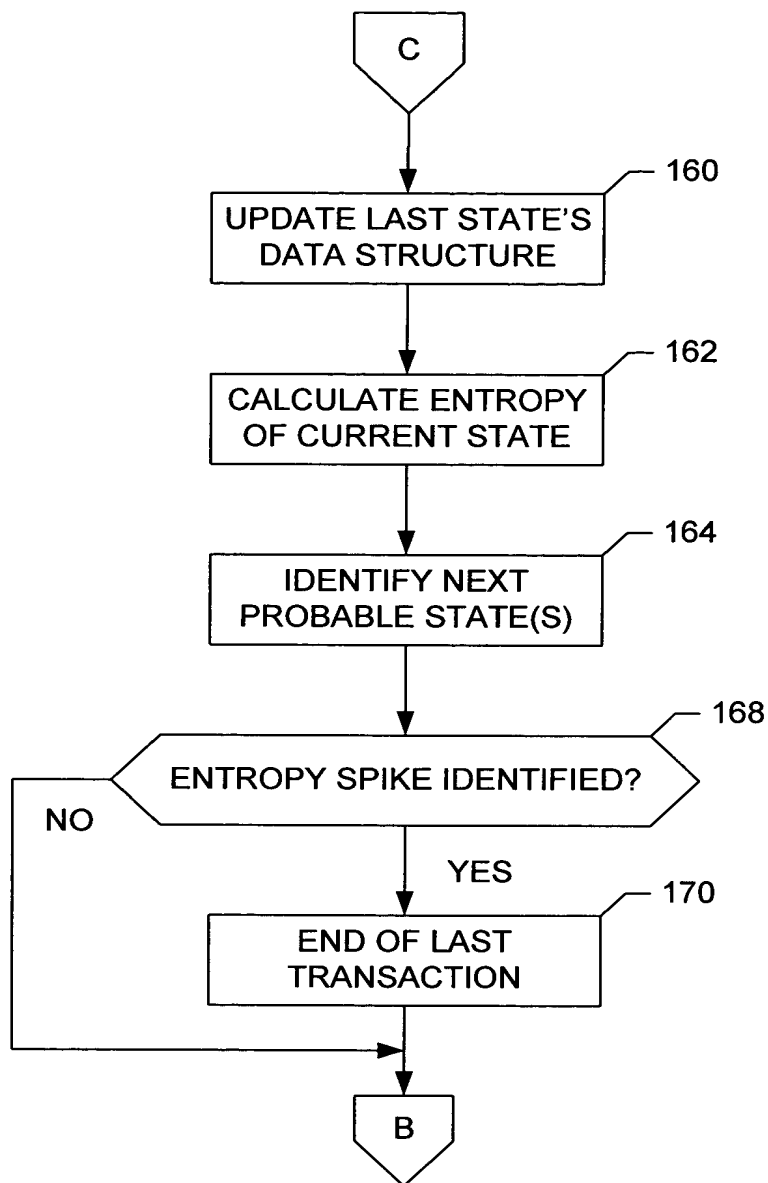 C
160
UPDATE LAST STATE'S
DATA STRUCTURE
162
CALCULATE ENTROPY
OF CURRENT STATE
164
IDENTIFY NEXT
PROBABLE STATE(S)
168
ENTROPY SPIKE IDENTIFIED?
NO
YES
170
END OF LAST
TRANSACTION
B